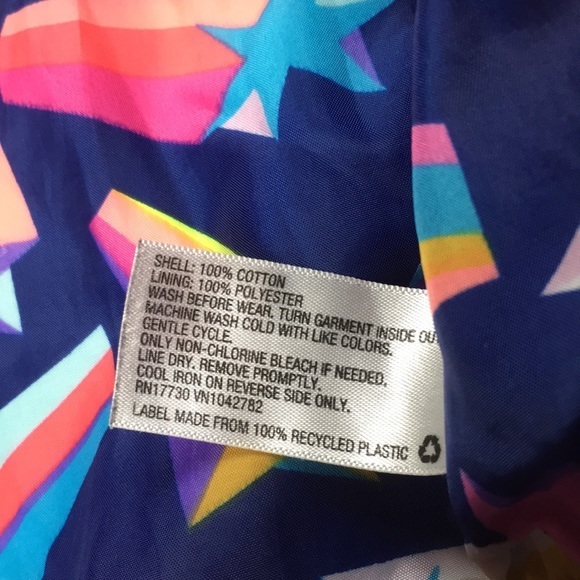 SHELL: 100% COTTON
LINING: 100% POLYESTER
WASH BEFORE WEAR, TURN GARMENT INSIDE OU
MACHINE WASH COLD WITH LIKE COLORS.
GENTLE CYCLE.
ONLY NON-CHLORINE BLEACH IF NEEDED,
LINE DRY. REMOVE PROMPTLY.
COOL IRON ON REVERSE SIDE ONLY.
RN17730 VN1042782
LABEL MADE FROM 100% RECYCLED PLASTIC